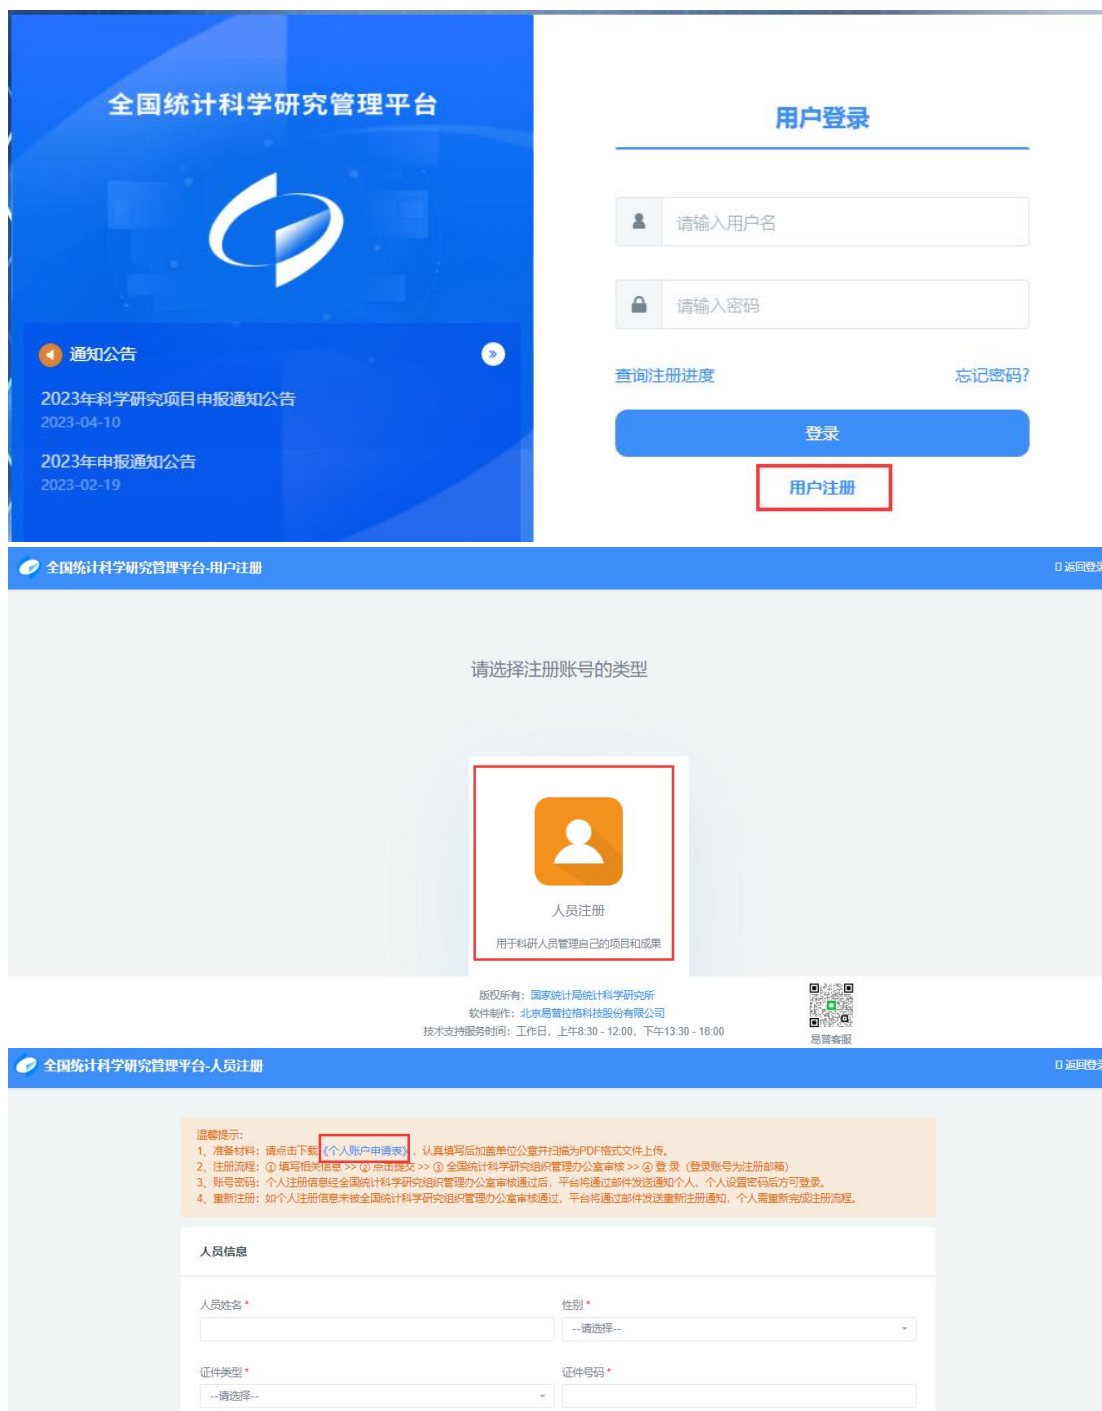 全国统计科学研究管理平台
通知公告
2023年科学研究项目申报通知公告
2023-04-10
2023年申报通知公告
2023-02-19
用户登录
请输入用户名
请输入密码
查询注册进度 忘记密码?
登录
用户注册
全国统计科学研究管理平台-用户注册 返回登录
请选择注册账号的类型
人员注册
用于科研人员管理自己的项目和成果
版权所有：国家统计局统计科学研究所
软件制作：北京易普拉格科技股份有限公司
技术支持服务时间：工作日，上午8:30 - 12:00，下午13:30 - 18:00
易普客服
全国统计科学研究管理平台-人员注册 返回登录
温馨提示：
1、准备材料：请点击下载《个人账户申请表》，认真填写后加盖单位公章并扫描为PDF格式文件上传。
2、注册流程：① 填写相关信息 >> ② 点击提交 >> ③ 全国统计科学研究组织管理办公室审核 >> ④ 登 录（登录账号为注册邮箱）
3、账号密码：个人注册信息经全国统计科学研究组织管理办公室审核通过后，平台将通过邮件发送通知个人，个人设置密码后方可登录。
4、重新注册：如个人注册信息未被全国统计科学研究组织管理办公室审核通过，平台将通过邮件发送重新注册通知，个人需重新完成注册流程。
人员信息
人员姓名 * 性别 *
--请选择--
证件类型 * 证件号码 *
--请选择--